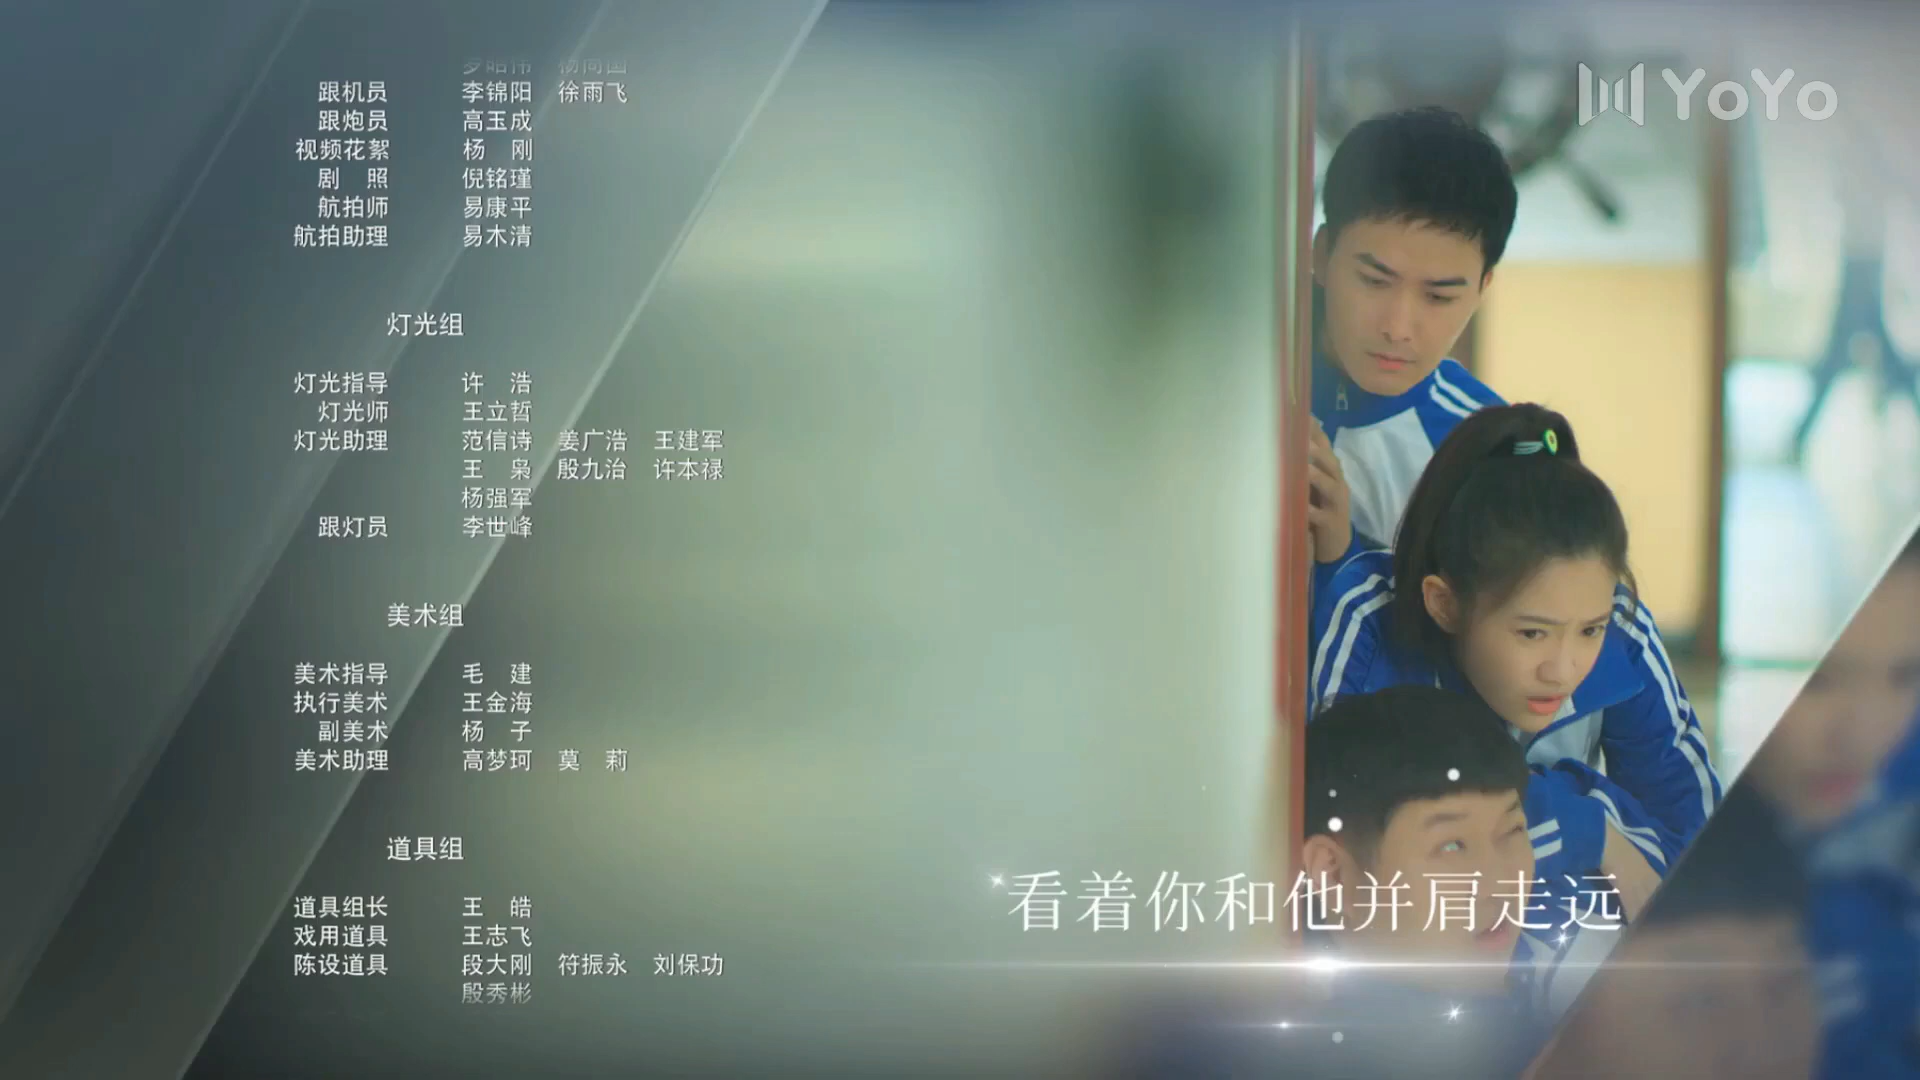 YoYo
跟机员 李锦阳 徐雨飞
跟炮员 高玉成
视频花絮 杨 刚
剧 照 倪铭瑾
航拍师 易康平
航拍助理 易木清
灯光组
灯光指导 许 浩
灯光师 王立哲
灯光助理 范信诗 姜广浩 王建军
王 枭 殷九治 许本禄
杨强军
跟灯员 李世峰
美术组
美术指导 毛 建
执行美术 王金海
副美术 杨 子
美术助理 高梦珂 莫 莉
道具组
道具组长 王 皓
戏用道具 王志飞
陈设道具 段大刚 符振永 刘保功
殷秀彬
看着你和他并肩走远